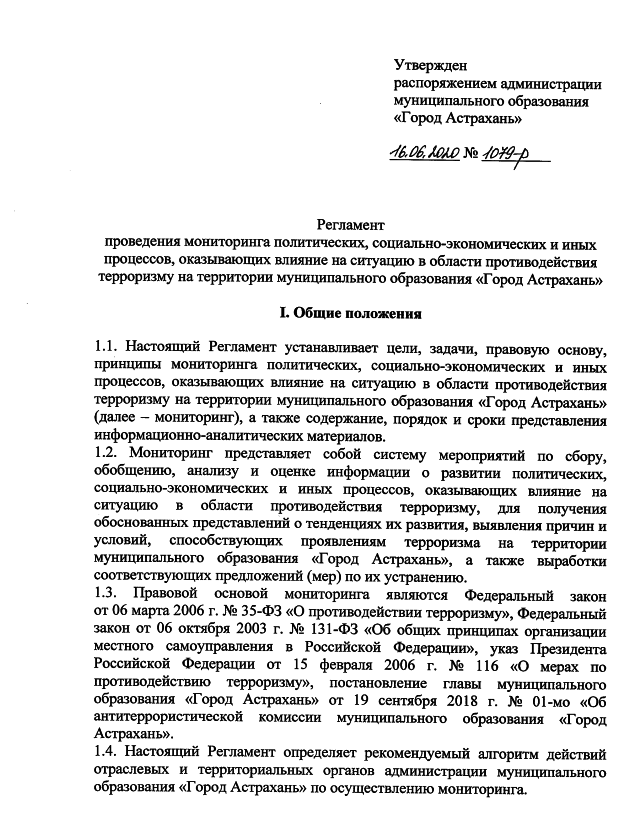 Утвержден
распоряжением администрации
муниципального образования
«Город Астрахань»
16.06.2020 № 1079-р
Регламент
проведения мониторинга политических, социально-экономических и иных
процессов, оказывающих влияние на ситуацию в области противодействия
терроризму на территории муниципального образования «Город Астрахань»
I. Общие положения
1.1. Настоящий Регламент устанавливает цели, задачи, правовую основу,
принципы мониторинга политических, социально-экономических и иных
процессов, оказывающих влияние на ситуацию в области противодействия
терроризму на территории муниципального образования «Город Астрахань»
(далее – мониторинг), а также содержание, порядок и сроки представления
информационно-аналитических материалов.
1.2. Мониторинг представляет собой систему мероприятий по сбору,
обобщению, анализу и оценке информации о развитии политических,
социально-экономических и иных процессов, оказывающих влияние на
ситуацию в области противодействия терроризму, для получения
обоснованных представлений о тенденциях их развития, выявления причин и
условий, способствующих проявлениям терроризма на территории
муниципального образования «Город Астрахань», а также выработки
соответствующих предложений (мер) по их устранению.
1.3. Правовой основой мониторинга являются Федеральный закон
от 06 марта 2006 г. № 35-ФЗ «О противодействии терроризму», Федеральный
закон от 06 октября 2003 г. № 131-ФЗ «Об общих принципах организации
местного самоуправления в Российской Федерации», указ Президента
Российской Федерации от 15 февраля 2006 г. № 116 «О мерах по
противодействию терроризму», постановление главы муниципального
образования «Город Астрахань» от 19 сентября 2018 г. № 01-мо «Об
антитеррористической комиссии муниципального образования «Город
Астрахань».
1.4. Настоящий Регламент определяет рекомендуемый алгоритм действий
отраслевых и территориальных органов администрации муниципального
образования «Город Астрахань» по осуществлению мониторинга.